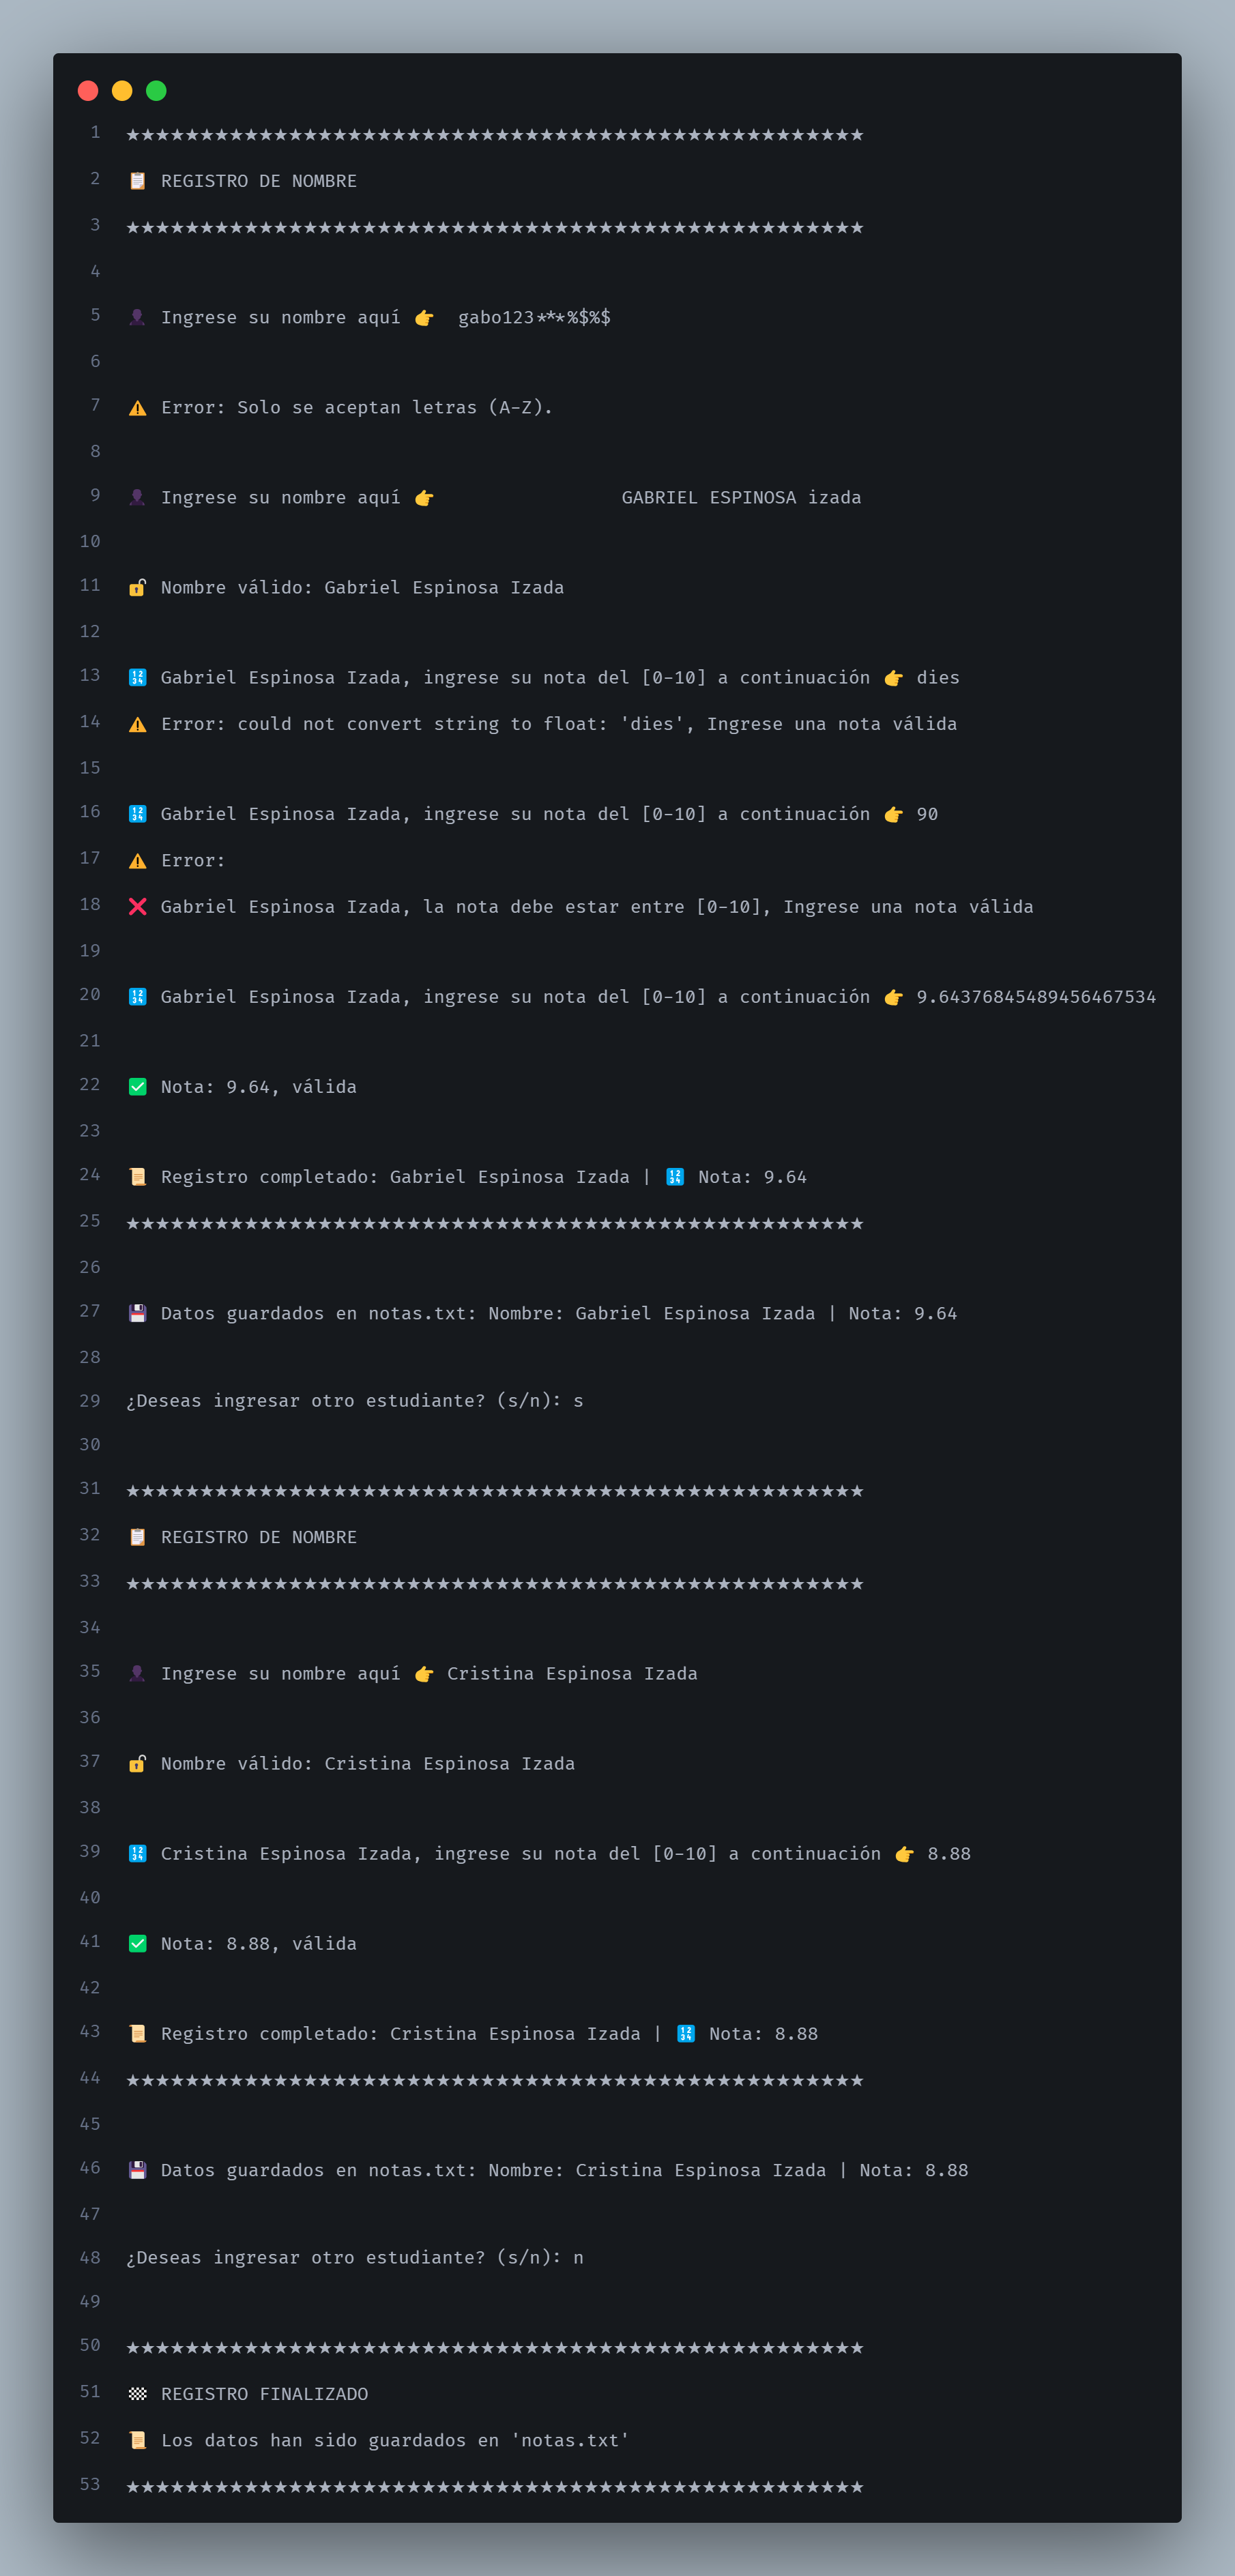 1 ★★★★★★★★★★★★★★★★★★★★★★★★★★★★★★★★★★★★★★★★★★★★★★★★★★
2 📋 REGISTRO DE NOMBRE
3 ★★★★★★★★★★★★★★★★★★★★★★★★★★★★★★★★★★★★★★★★★★★★★★★★★★
4
5 👤 Ingrese su nombre aquí 👉  gabo123***%$%$
6
7 ⚠️ Error: Solo se aceptan letras (A-Z).
8
9 👤 Ingrese su nombre aquí 👉                 GABRIEL ESPINOSA izada
10
11 🔓 Nombre válido: Gabriel Espinosa Izada
12
13 🔢 Gabriel Espinosa Izada, ingrese su nota del [0-10] a continuación 👉 dies
14 ⚠️ Error: could not convert string to float: 'dies', Ingrese una nota válida
15
16 🔢 Gabriel Espinosa Izada, ingrese su nota del [0-10] a continuación 👉 90
17 ⚠️ Error:
18 ❌ Gabriel Espinosa Izada, la nota debe estar entre [0-10], Ingrese una nota válida
19
20 🔢 Gabriel Espinosa Izada, ingrese su nota del [0-10] a continuación 👉 9.64376845489456467534
21
22 ✅ Nota: 9.64, válida
23
24 📜 Registro completado: Gabriel Espinosa Izada | 🔢 Nota: 9.64
25 ★★★★★★★★★★★★★★★★★★★★★★★★★★★★★★★★★★★★★★★★★★★★★★★★★★
26
27 💾 Datos guardados en notas.txt: Nombre: Gabriel Espinosa Izada | Nota: 9.64
28
29 ¿Deseas ingresar otro estudiante? (s/n): s
30
31 ★★★★★★★★★★★★★★★★★★★★★★★★★★★★★★★★★★★★★★★★★★★★★★★★★★
32 📋 REGISTRO DE NOMBRE
33 ★★★★★★★★★★★★★★★★★★★★★★★★★★★★★★★★★★★★★★★★★★★★★★★★★★
34
35 👤 Ingrese su nombre aquí 👉 Cristina Espinosa Izada
36
37 🔓 Nombre válido: Cristina Espinosa Izada
38
39 🔢 Cristina Espinosa Izada, ingrese su nota del [0-10] a continuación 👉 8.88
40
41 ✅ Nota: 8.88, válida
42
43 📜 Registro completado: Cristina Espinosa Izada | 🔢 Nota: 8.88
44 ★★★★★★★★★★★★★★★★★★★★★★★★★★★★★★★★★★★★★★★★★★★★★★★★★★
45
46 💾 Datos guardados en notas.txt: Nombre: Cristina Espinosa Izada | Nota: 8.88
47
48 ¿Deseas ingresar otro estudiante? (s/n): n
49
50 ★★★★★★★★★★★★★★★★★★★★★★★★★★★★★★★★★★★★★★★★★★★★★★★★★★
51 🏁 REGISTRO FINALIZADO
52 📜 Los datos han sido guardados en 'notas.txt'
53 ★★★★★★★★★★★★★★★★★★★★★★★★★★★★★★★★★★★★★★★★★★★★★★★★★★